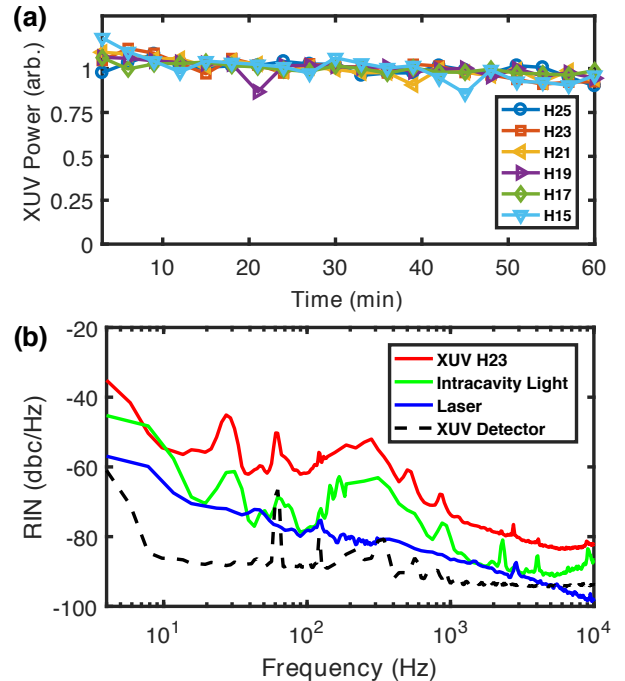 (a)
XUV Power (arb.)
1
0.75
0.5
0.25
0
H25
H23
H21
H19
H17
H15
10 20 30 40 50 60
Time (min)
(b)
RIN (dbc/Hz)
-20
-40
-60
-80
-100
XUV H23
Intracavity Light
Laser
XUV Detector
10¹ 10² 10³ 10⁴
Frequency (Hz)